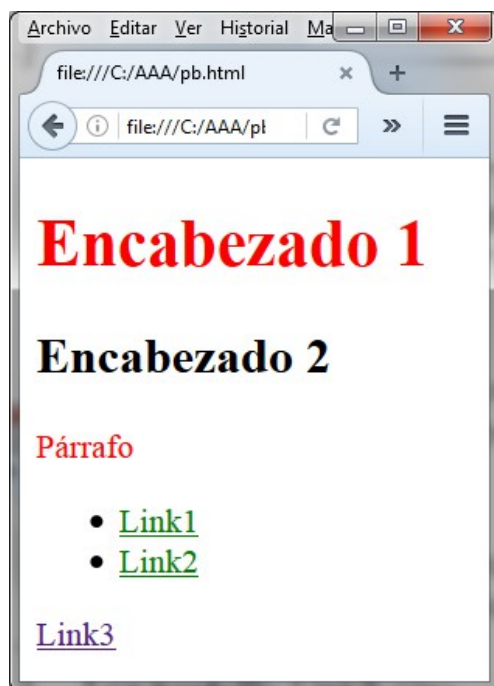 Archivo Editar Ver Historial Ma
file:///C:/AAA/pb.html
file:///C:/AAA/pb
Encabezado 1
Encabezado 2
Párrafo
Link1
Link2
Link3